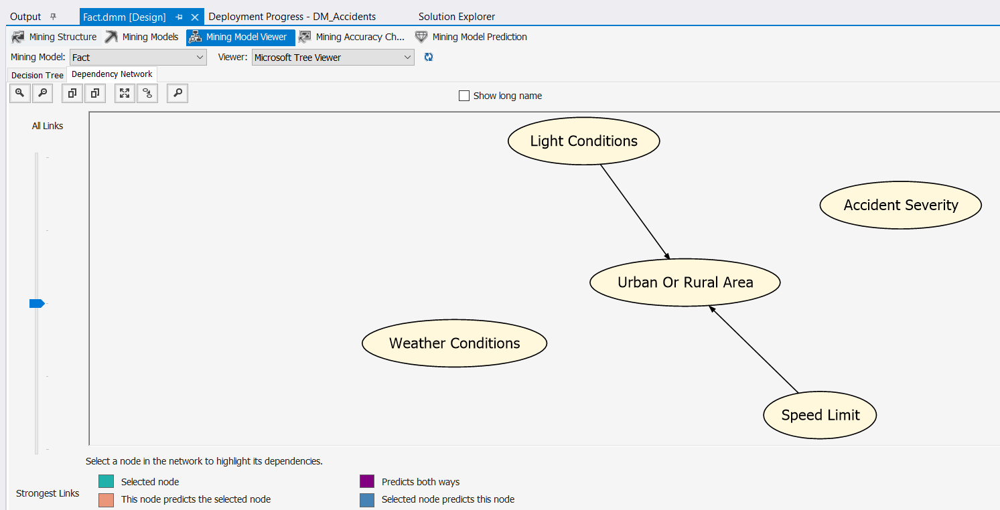 Output Fact.dmm [Design] Deployment Progress - DM_Accidents Solution Explorer
Mining Structure Mining Models Mining Model Viewer Mining Accuracy Ch... Mining Model Prediction
Mining Model: Fact Viewer: Microsoft Tree Viewer
Decision Tree Dependency Network
Show long name
All Links
Light Conditions
Accident Severity
Urban Or Rural Area
Weather Conditions
Speed Limit
Select a node in the network to highlight its dependencies.
Selected node Predicts both ways
Strongest Links
This node predicts the selected node Selected node predicts this node